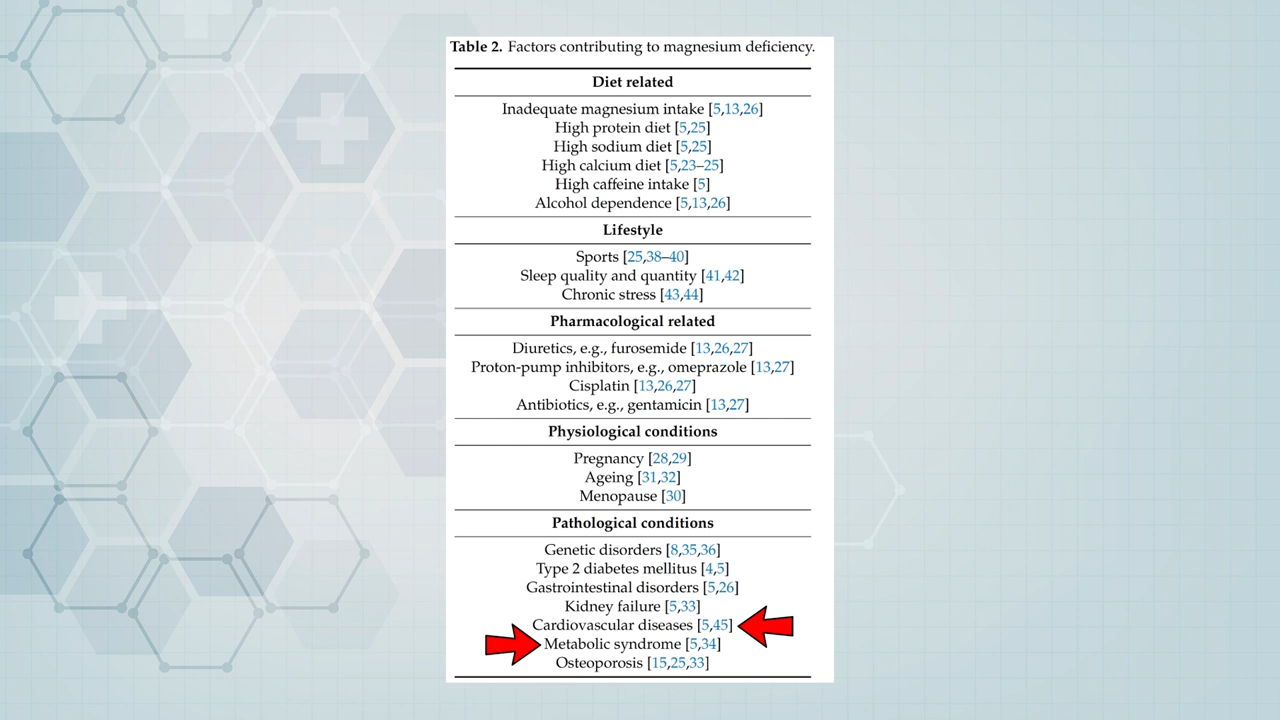 Table 2. Factors contributing to magnesium deficiency.
Diet related
Inadequate magnesium intake [5,13,26]
High protein diet [5,25]
High sodium diet [5,25]
High calcium diet [5,23–25]
High caffeine intake [5]
Alcohol dependence [5,13,26]
Lifestyle
Sports [25,38–40]
Sleep quality and quantity [41,42]
Chronic stress [43,44]
Pharmacological related
Diuretics, e.g., furosemide [13,26,27]
Proton-pump inhibitors, e.g., omeprazole [13,27]
Cisplatin [13,26,27]
Antibiotics, e.g., gentamicin [13,27]
Physiological conditions
Pregnancy [28,29]
Ageing [31,32]
Menopause [30]
Pathological conditions
Genetic disorders [8,35,36]
Type 2 diabetes mellitus [4,5]
Gastrointestinal disorders [5,26]
Kidney failure [5,33]
Cardiovascular diseases [5,45]
Metabolic syndrome [5,34]
Osteoporosis [15,25,33]